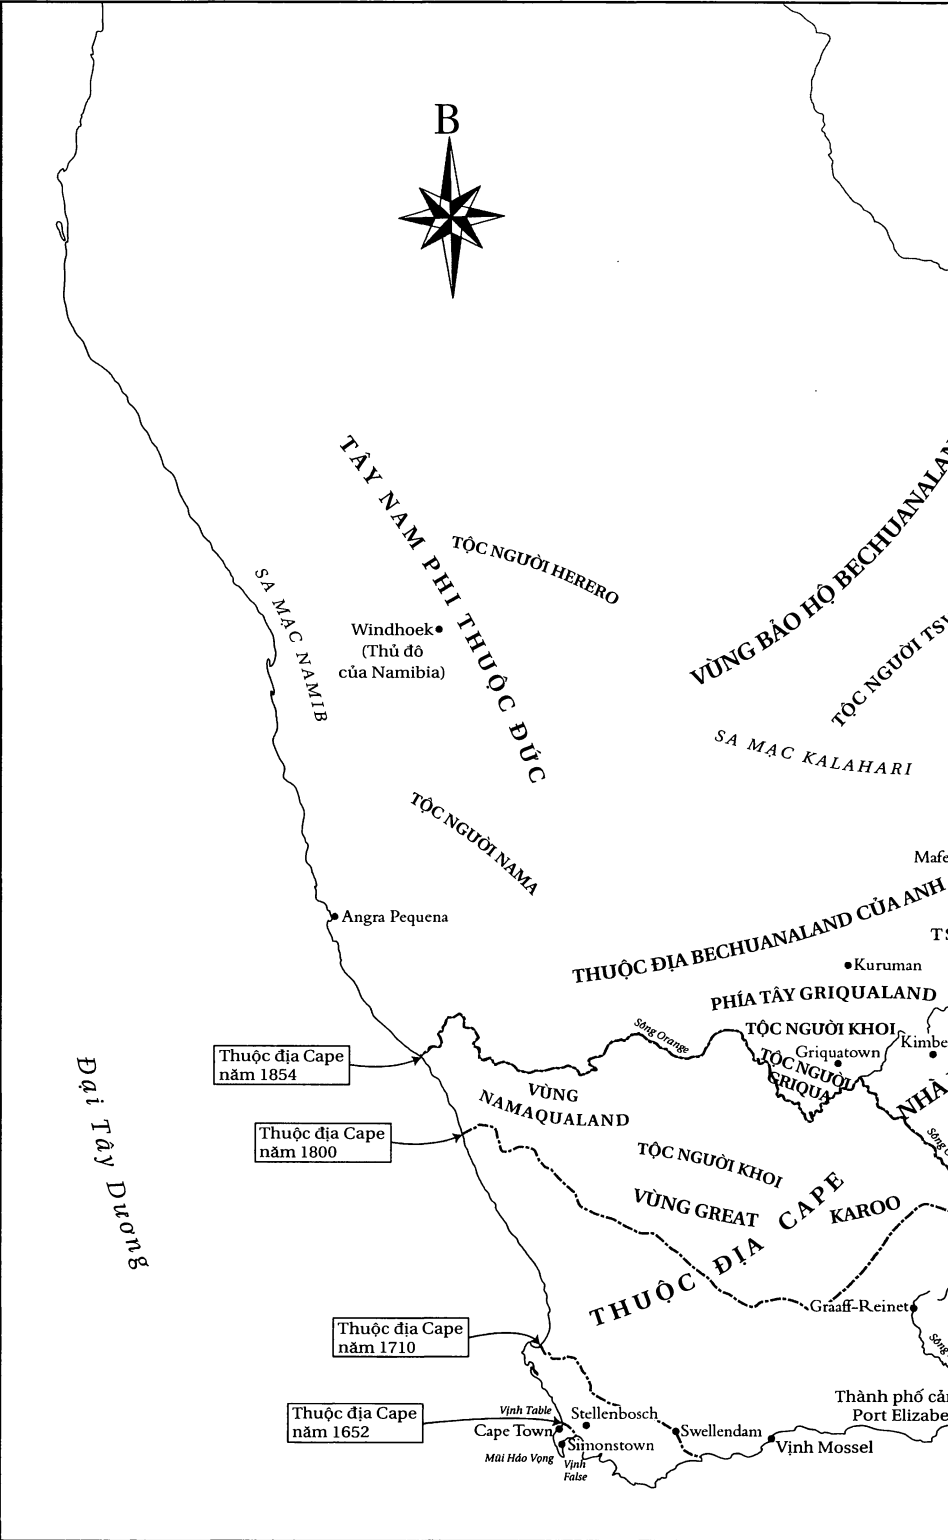 B
TÂY NAM PHI THUỘC ĐỨC
TỘC NGƯỜI HERERO
VÙNG BẢO HỘ BECHUANALAN
SA MẠC NAMIB
Windhoek
(Thủ đô
của Namibia)
TỘC NGƯỜI TSW
SA MẠC KALAHARI
TỘC NGƯỜI NAMA
Mafe
Angra Pequena
THUỘC ĐỊA BECHUANALAND CỦA ANH
TS
Kuruman
PHÍA TÂY GRIQUALAND
Sông Orange
TỘC NGƯỜI KHOI
Kimbe
Griquatown
TỘC NGƯỜI
GRIQUA
Thuộc địa Cape
năm 1854
VÙNG
NAMAQUALAND
NHÀ
Đại Tây Dương
Thuộc địa Cape
năm 1800
Sông
TỘC NGƯỜI KHOI
VÙNG GREAT KAROO
THUỘC ĐỊA CAPE
Graaff-Reinet
Thuộc địa Cape
năm 1710
Sông
Thành phố cản
Port Elizabe
Thuộc địa Cape
năm 1652
Vịnh Table
Stellenbosch
Cape Town
Swellendam
Simonstown
Vịnh Mossel
Mũi Hảo Vọng
Vịnh
False